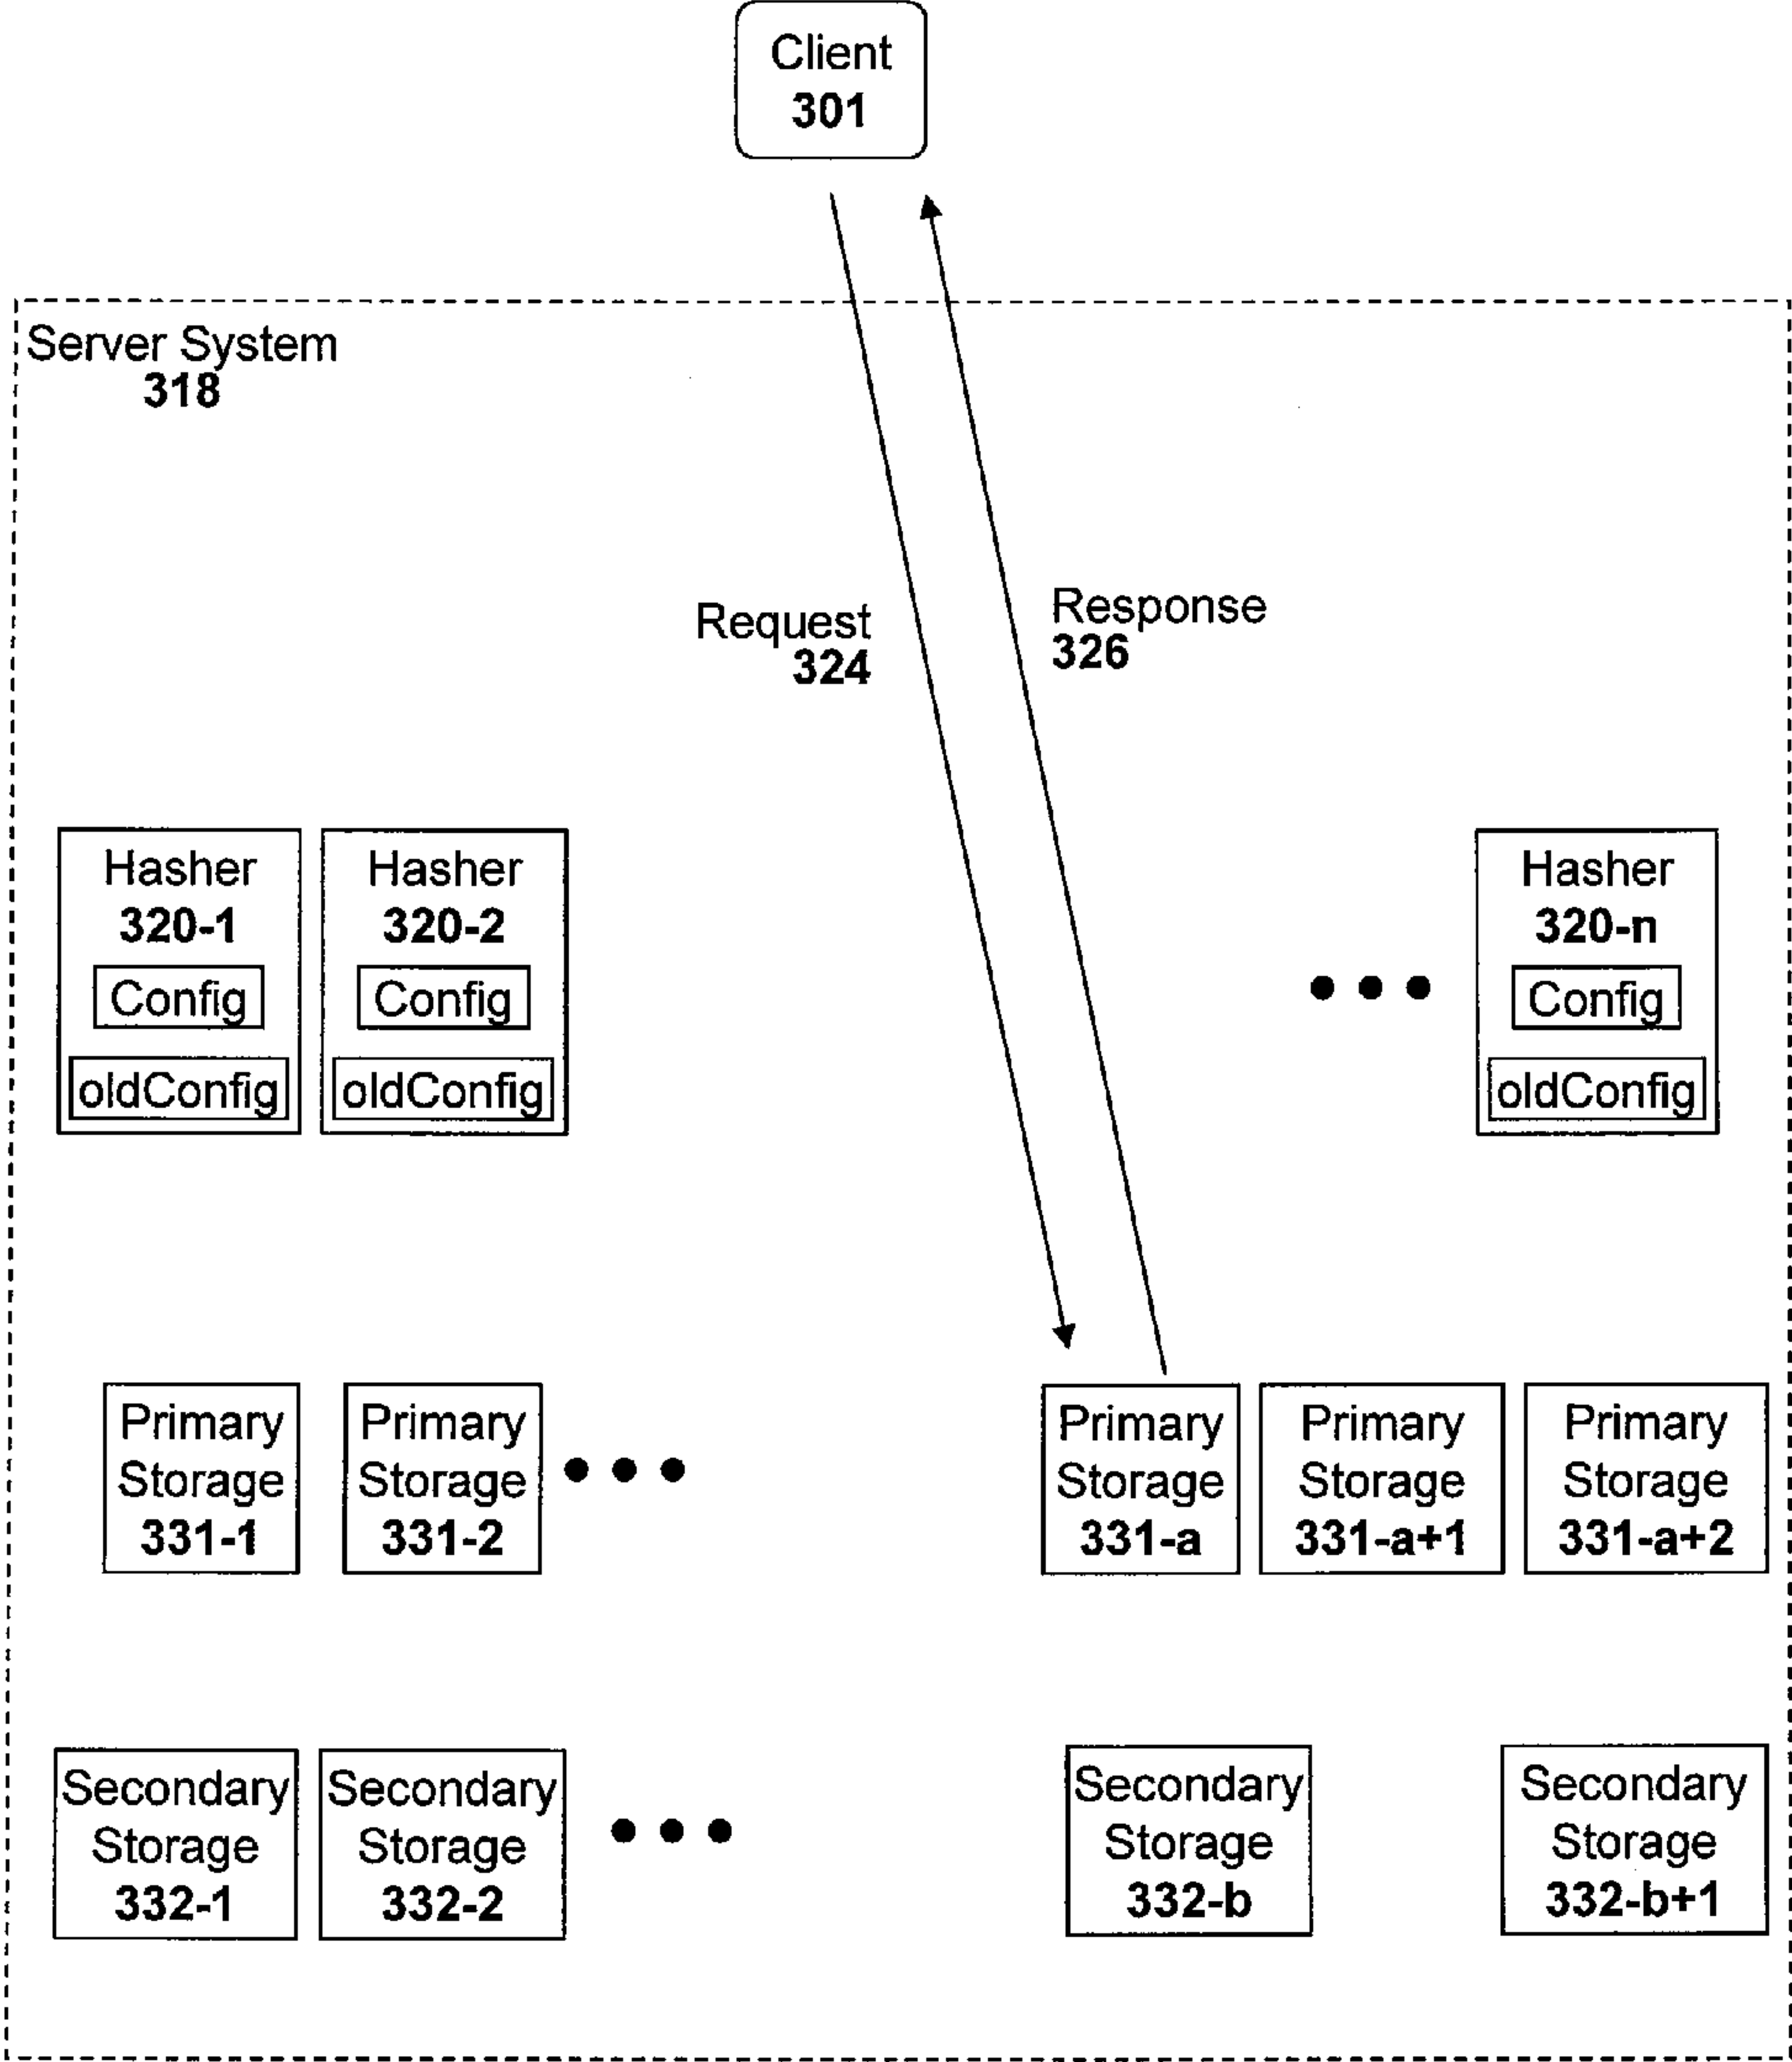 Client
301
Server System
318
Request
324
Response
326
Hasher
320-1
Config
oldConfig
Hasher
320-2
Config
oldConfig
Hasher
320-n
Config
oldConfig
Primary
Storage
331-1
Primary
Storage
331-2
Primary
Storage
331-a
Primary
Storage
331-a+1
Primary
Storage
331-a+2
Secondary
Storage
332-1
Secondary
Storage
332-2
Secondary
Storage
332-b
Secondary
Storage
332-b+1